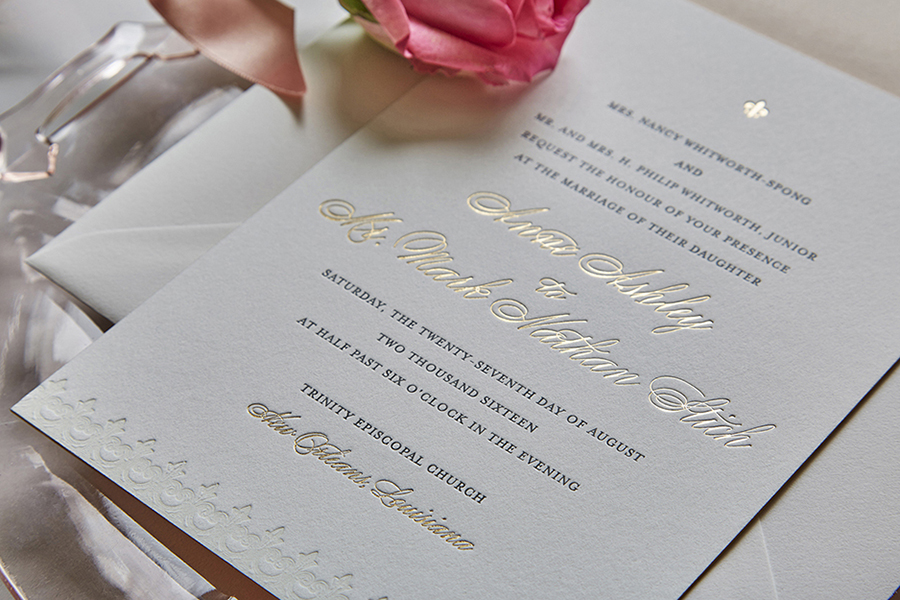 MRS. NANCY WHITWORTH-SPONG
AND
MR. AND MRS. H. PHILIP WHITWORTH, JUNIOR
REQUEST THE HONOUR OF YOUR PRESENCE
AT THE MARRIAGE OF THEIR DAUGHTER
Annie Ashley
to
Mr. Mark Nathan Stich
SATURDAY, THE TWENTY-SEVENTH DAY OF AUGUST
TWO THOUSAND SIXTEEN
AT HALF PAST SIX O'CLOCK IN THE EVENING
TRINITY EPISCOPAL CHURCH
New Orleans, Louisiana